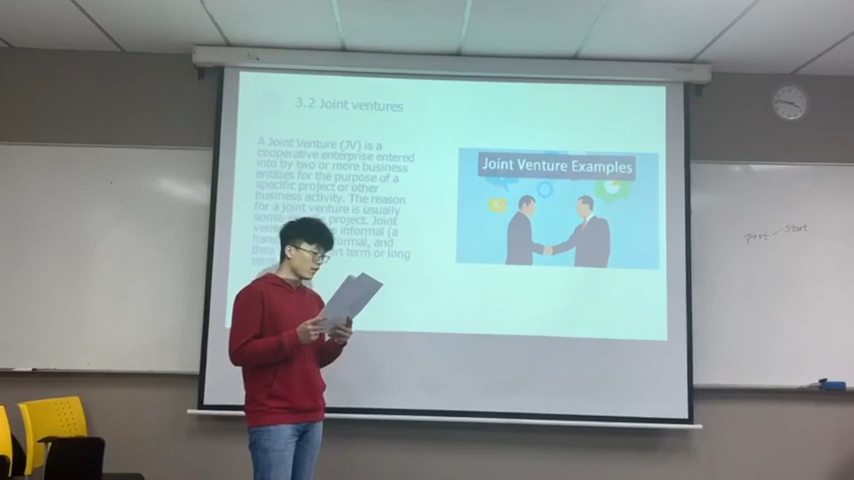 3.2 Joint ventures
A Joint Venture (JV) is a
cooperative enterprise entered
into by two or more business
entities for the purpose of a
specific project or other
business activity. The reason
for a joint venture is usually
some project. Joint
informal (a
formal, and
term or long
Joint Venture Examples
Start